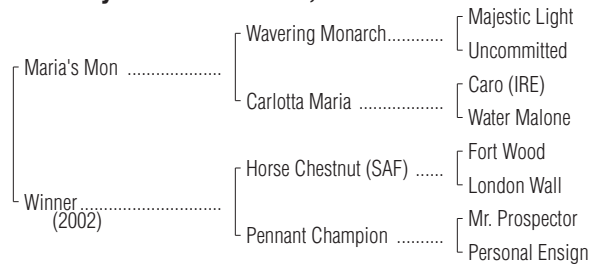 Majestic Light
Wavering Monarch............
Uncommitted
Maria's Mon ....................
Caro (IRE)
Carlotta Maria ..................
Water Malone
Fort Wood
Horse Chestnut (SAF) ......
London Wall
Winner..............................
(2002)
Mr. Prospector
Pennant Champion ..........
Personal Ensign